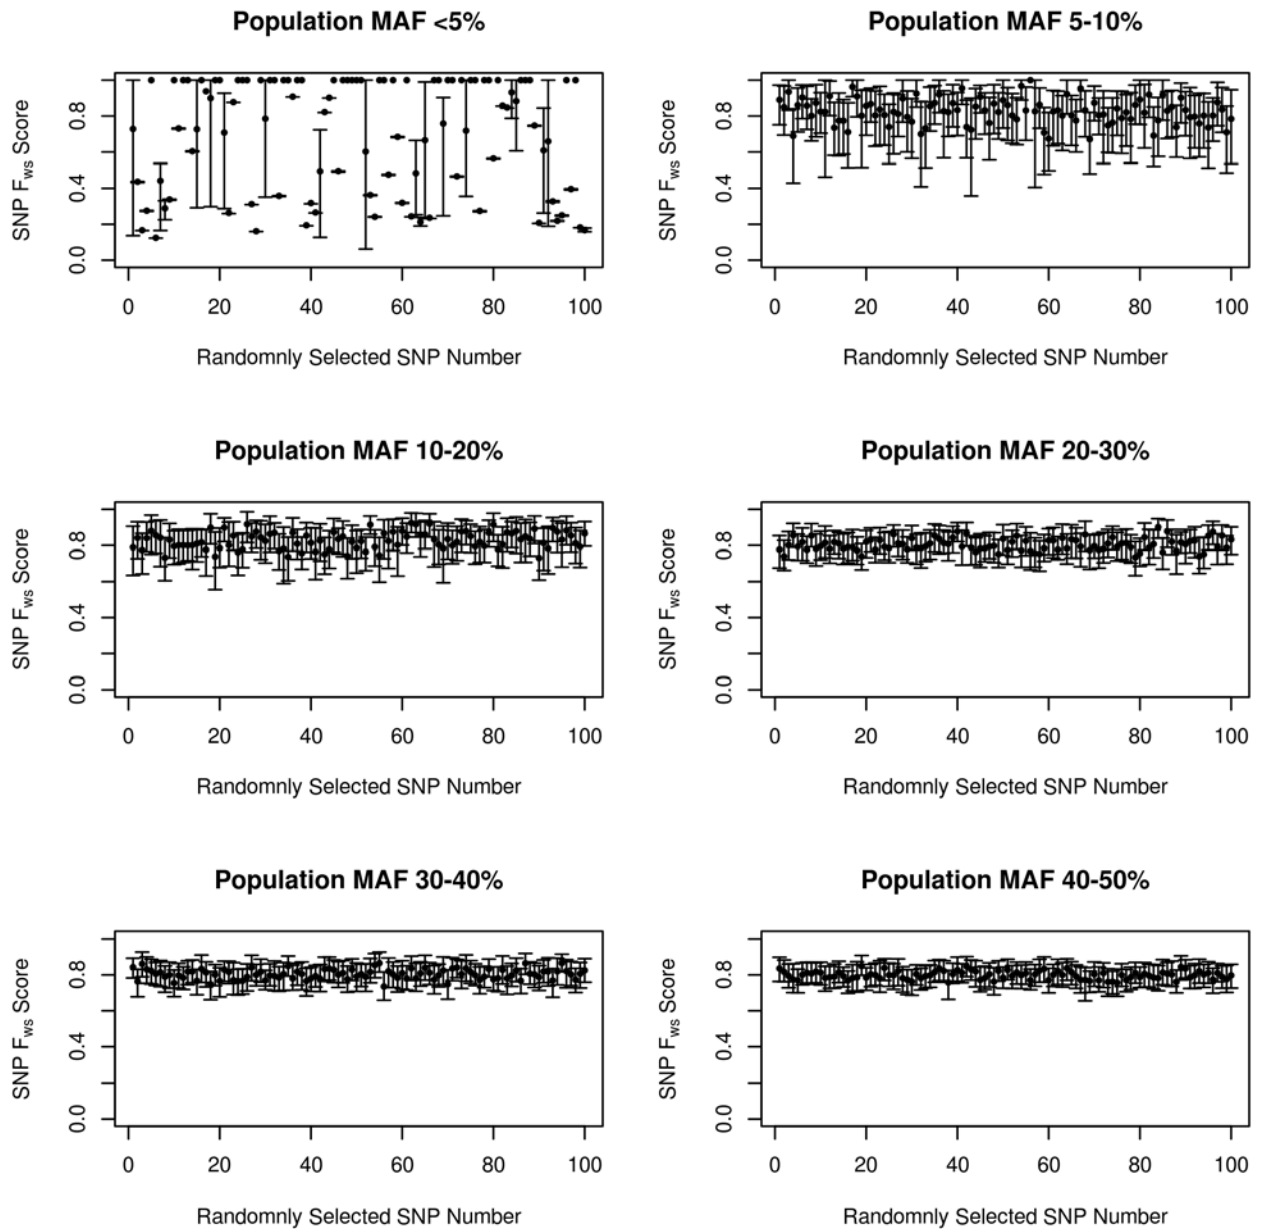 Population MAF <5%
SNP Fws Score
0.0 0.4 0.8
0 20 40 60 80 100
Randomnly Selected SNP Number
Population MAF 5-10%
SNP Fws Score
0.0 0.4 0.8
0 20 40 60 80 100
Randomnly Selected SNP Number
Population MAF 10-20%
SNP Fws Score
0.0 0.4 0.8
0 20 40 60 80 100
Randomnly Selected SNP Number
Population MAF 20-30%
SNP Fws Score
0.0 0.4 0.8
0 20 40 60 80 100
Randomnly Selected SNP Number
Population MAF 30-40%
SNP Fws Score
0.0 0.4 0.8
0 20 40 60 80 100
Randomnly Selected SNP Number
Population MAF 40-50%
SNP Fws Score
0.0 0.4 0.8
0 20 40 60 80 100
Randomnly Selected SNP Number